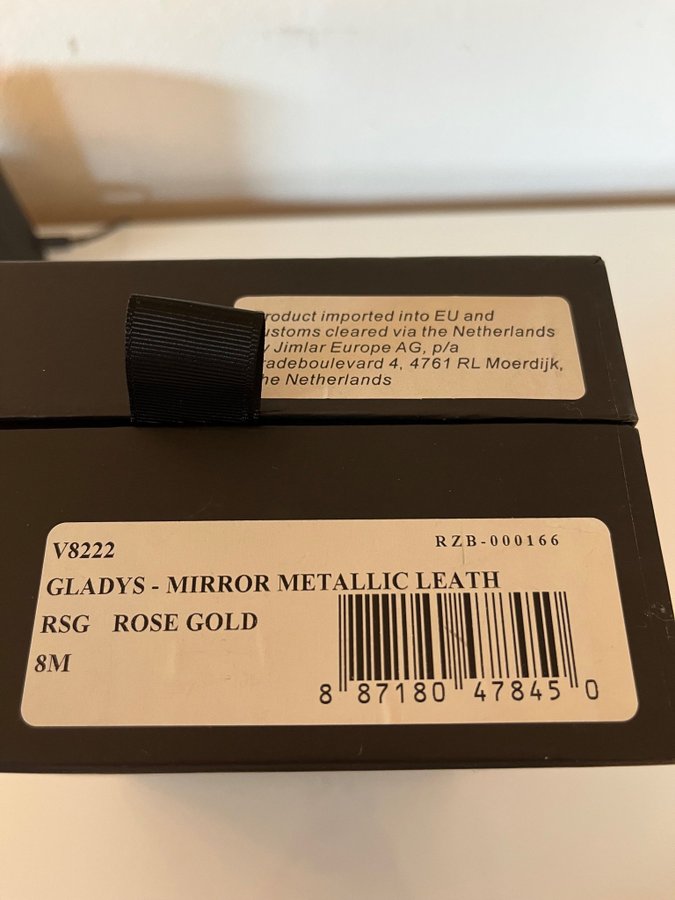 roduct imported into EU and
ustoms cleared via the Netherlands
Jimlar Europe AG, p/a
radeboulevard 4, 4761 RL Moerdijk,
he Netherlands
V8222 RZB-000166
GLADYS - MIRROR METALLIC LEATH
RSG ROSE GOLD
8M
8 87180 47845 0